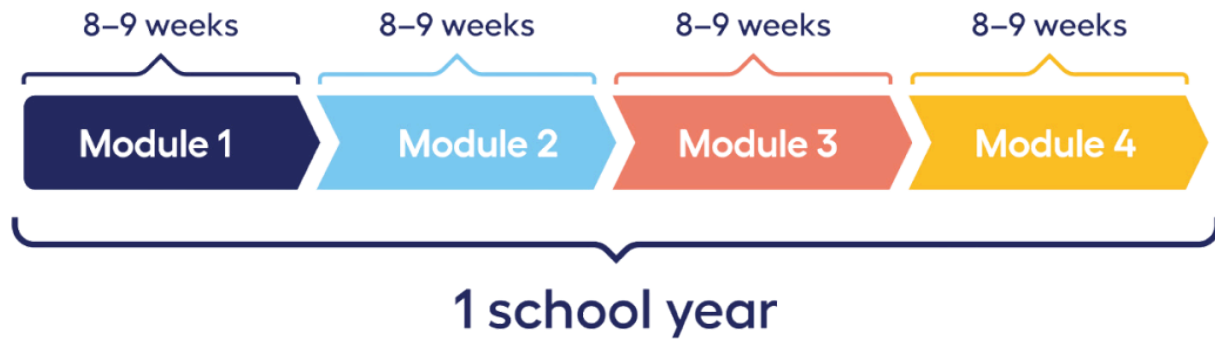 8–9 weeks 8–9 weeks 8–9 weeks 8–9 weeks
Module 1 Module 2 Module 3 Module 4
1 school year